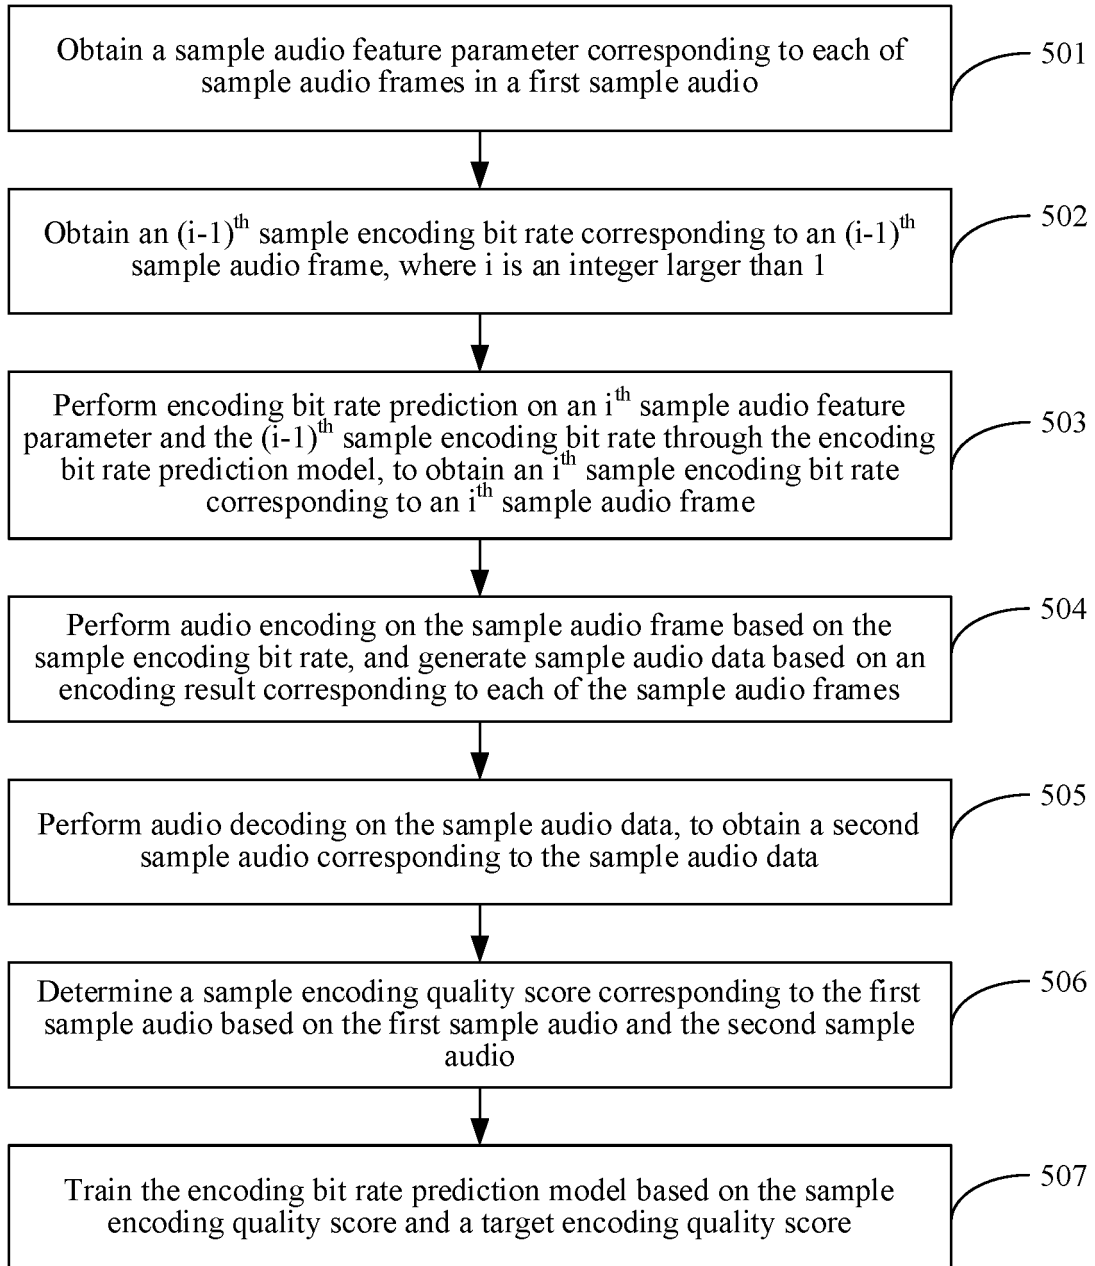 Obtain a sample audio feature parameter corresponding to each of
sample audio frames in a first sample audio
501
Obtain an (i-1)th sample encoding bit rate corresponding to an (i-1)th
sample audio frame, where i is an integer larger than 1
502
Perform encoding bit rate prediction on an ith sample audio feature
parameter and the (i-1)th sample encoding bit rate through the encoding
bit rate prediction model, to obtain an ith sample encoding bit rate
corresponding to an ith sample audio frame
503
Perform audio encoding on the sample audio frame based on the
sample encoding bit rate, and generate sample audio data based on an
encoding result corresponding to each of the sample audio frames
504
Perform audio decoding on the sample audio data, to obtain a second
sample audio corresponding to the sample audio data
505
Determine a sample encoding quality score corresponding to the first
sample audio based on the first sample audio and the second sample
audio
506
Train the encoding bit rate prediction model based on the sample
encoding quality score and a target encoding quality score
507